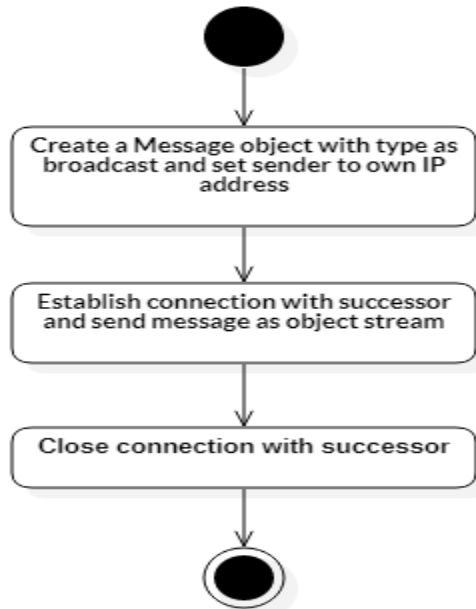 Create a Message object with type as
broadcast and set sender to own IP
address
Establish connection with successor
and send message as object stream
Close connection with successor